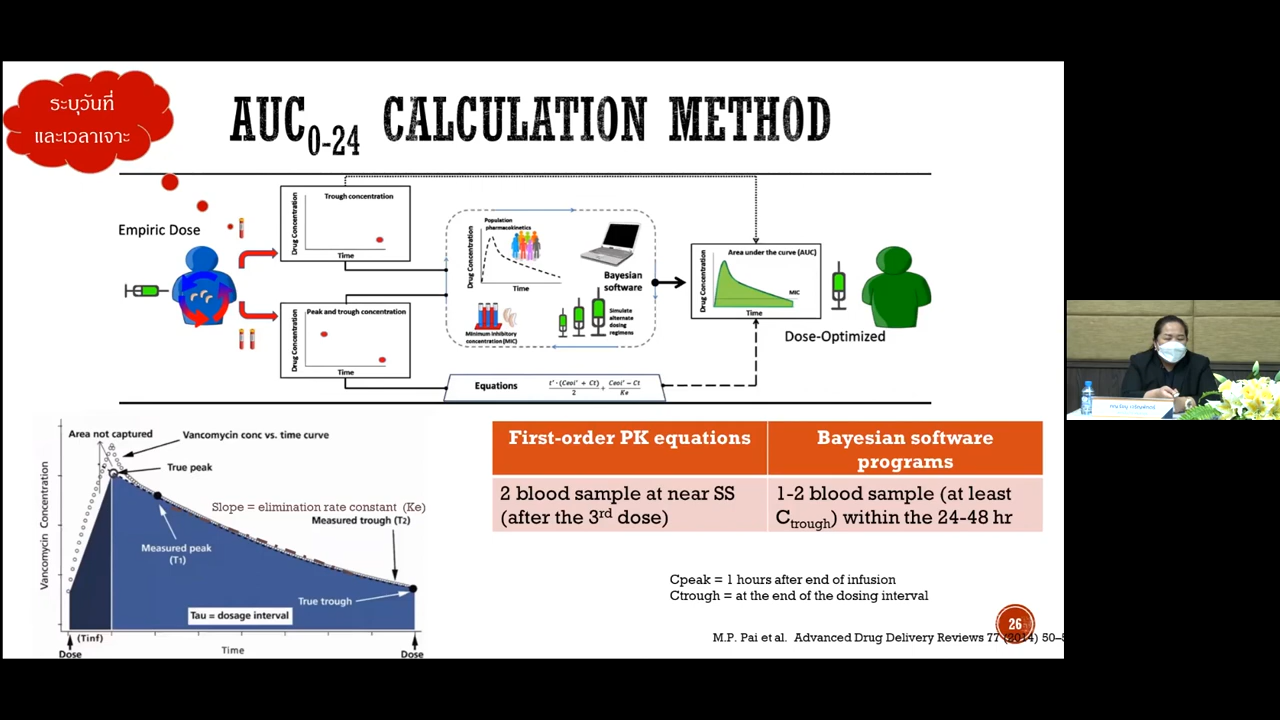 ระบุวันที่
และเวลาเจาะ
AUC0-24 CALCULATION METHOD
Empiric Dose
Drug Concentration
Trough concentration
Time
Drug Concentration
Peak and trough concentration
Time
Population
pharmacokinetics
Drug Concentration
Time
Bayesian
software
Minimum inhibitory
concentration (MIC)
Simulate
alternate
dosing
regimens
Equations
t'·(Ceoi' + Ct)
2
+
Ceoi' − Ct
Ke
Drug Concentration
Area under the curve (AUC)
MIC
Time
Dose-Optimized
Vancomycin Concentration
Area not captured
Vancomycin conc vs. time curve
True peak
Slope = elimination rate constant (Ke)
Measured trough (T2)
Measured peak
(T1)
True trough
Tau = dosage interval
(Tinf)
Dose
Time
Dose
First-order PK equations
Bayesian software
programs
2 blood sample at near SS
(after the 3rd dose)
1-2 blood sample (at least
Ctrough) within the 24-48 hr
Cpeak = 1 hours after end of infusion
Ctrough = at the end of the dosing interval
26
M.P. Pai et al. Advanced Drug Delivery Reviews 77 (2014) 50–